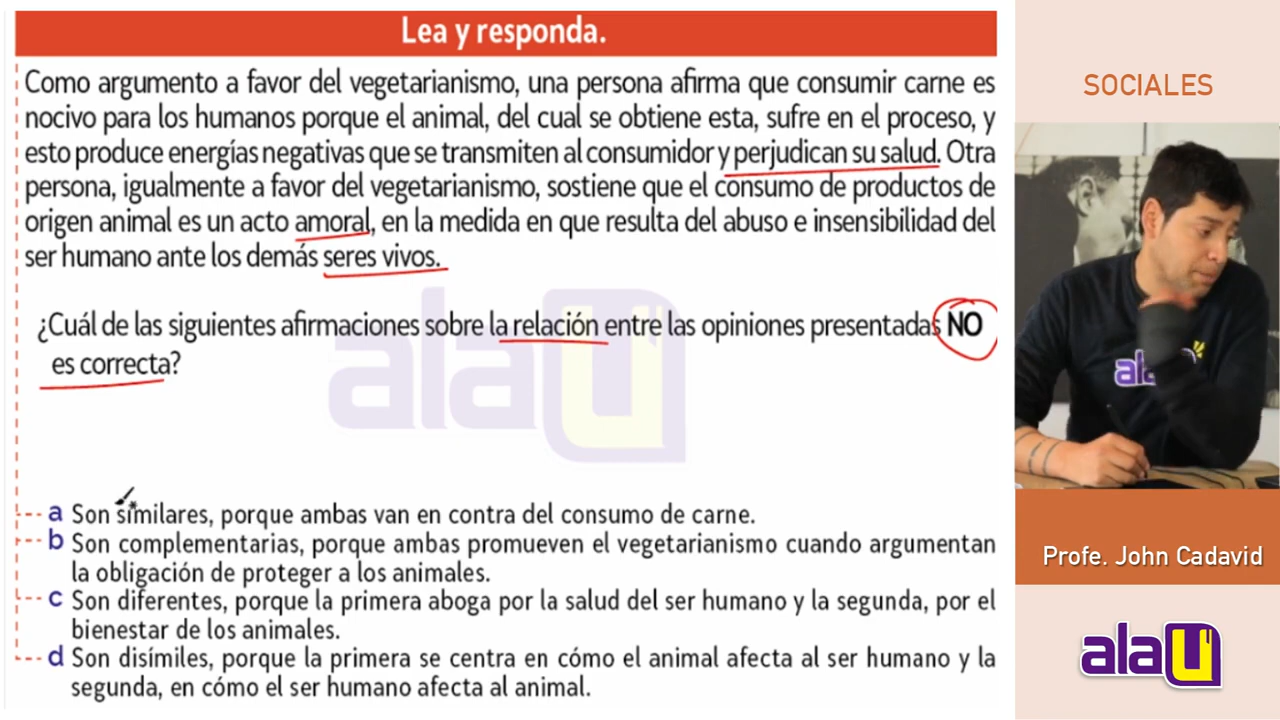 Lea y responda.
Como argumento a favor del vegetarianismo, una persona afirma que consumir carne es
nocivo para los humanos porque el animal, del cual se obtiene esta, sufre en el proceso, y
esto produce energías negativas que se transmiten al consumidor y perjudican su salud. Otra
persona, igualmente a favor del vegetarianismo, sostiene que el consumo de productos de
origen animal es un acto amoral, en la medida en que resulta del abuso e insensibilidad del
ser humano ante los demás seres vivos.
¿Cuál de las siguientes afirmaciones sobre la relación entre las opiniones presentadas NO
es correcta?
alaU
a Son similares, porque ambas van en contra del consumo de carne.
b Son complementarias, porque ambas promueven el vegetarianismo cuando argumentan
la obligación de proteger a los animales.
c Son diferentes, porque la primera aboga por la salud del ser humano y la segunda, por el
bienestar de los animales.
d Son disímiles, porque la primera se centra en cómo el animal afecta al ser humano y la
segunda, en cómo el ser humano afecta al animal.
SOCIALES
ala
Profe. John Cadavid
alaU